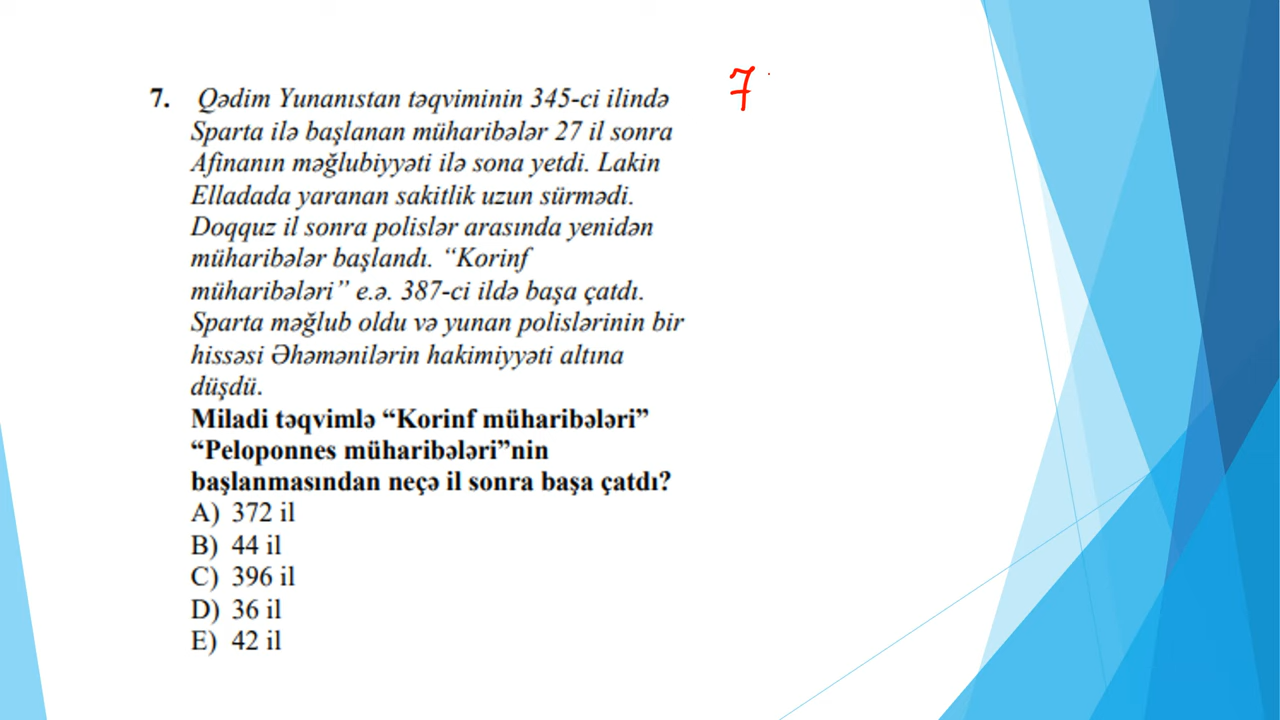 7. Qədim Yunanıstan təqviminin 345-ci ilində
Sparta ilə başlanan müharibələr 27 il sonra
Afinanın məğlubiyyəti ilə sona yetdi. Lakin
Elladada yaranan sakitlik uzun sürmədi.
Doqquz il sonra polislər arasında yenidən
müharibələr başlandı. “Korinf
müharibələri” e.ə. 387-ci ildə başa çatdı.
Sparta məğlub oldu və yunan polislərinin bir
hissəsi Əhəmənilərin hakimiyyəti altına
düşdü.
Miladi təqvimlə “Korinf müharibələri”
“Peloponnes müharibələri”nin
başlanmasından neçə il sonra başa çatdı?
A) 372 il
B) 44 il
C) 396 il
D) 36 il
E) 42 il
7